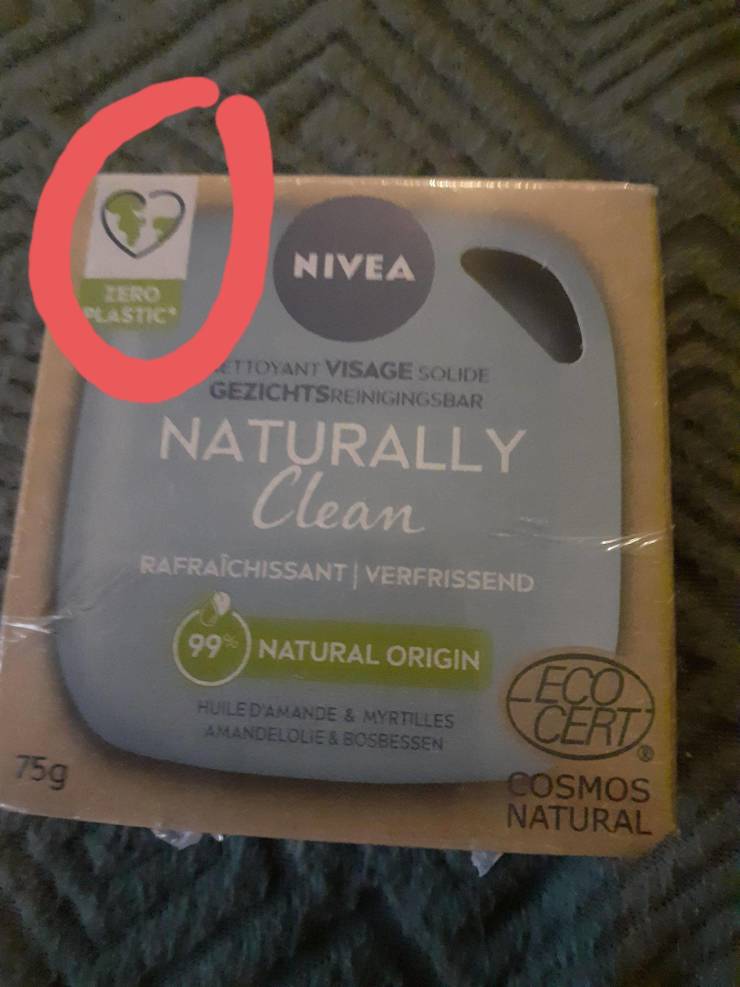 ZERO
PLASTIC*
NIVEA
ETTOYANT VISAGE SOLIDE
GEZICHTSREINIGINGSBAR
NATURALLY
Clean
RAFRAÎCHISSANT | VERFRISSEND
99% NATURAL ORIGIN
HUILE D'AMANDE & MYRTILLES
AMANDELOLIE & BOSBESSEN
75g
ECO
CERT®
COSMOS
NATURAL